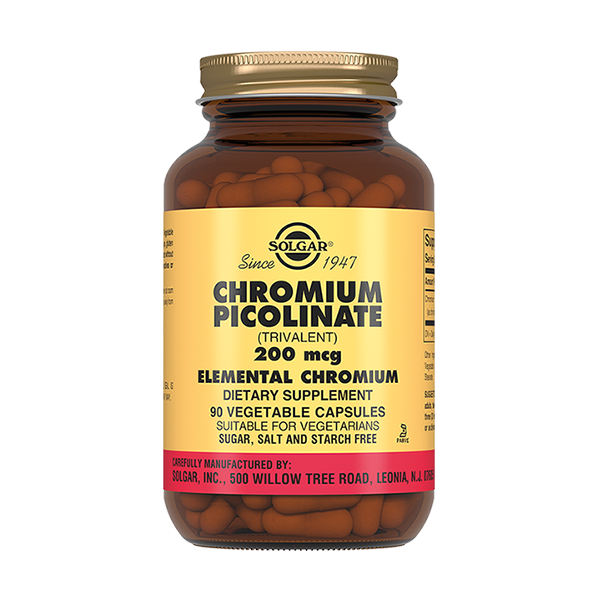 SOLGAR®
Since 1947
CHROMIUM
PICOLINATE
(TRIVALENT)
200 mcg
ELEMENTAL CHROMIUM
DIETARY SUPPLEMENT
90 VEGETABLE CAPSULES
SUITABLE FOR VEGETARIANS
SUGAR, SALT AND STARCH FREE
PARVE
CAREFULLY MANUFACTURED BY:
SOLGAR, INC., 500 WILLOW TREE ROAD, LEONIA, N.J.